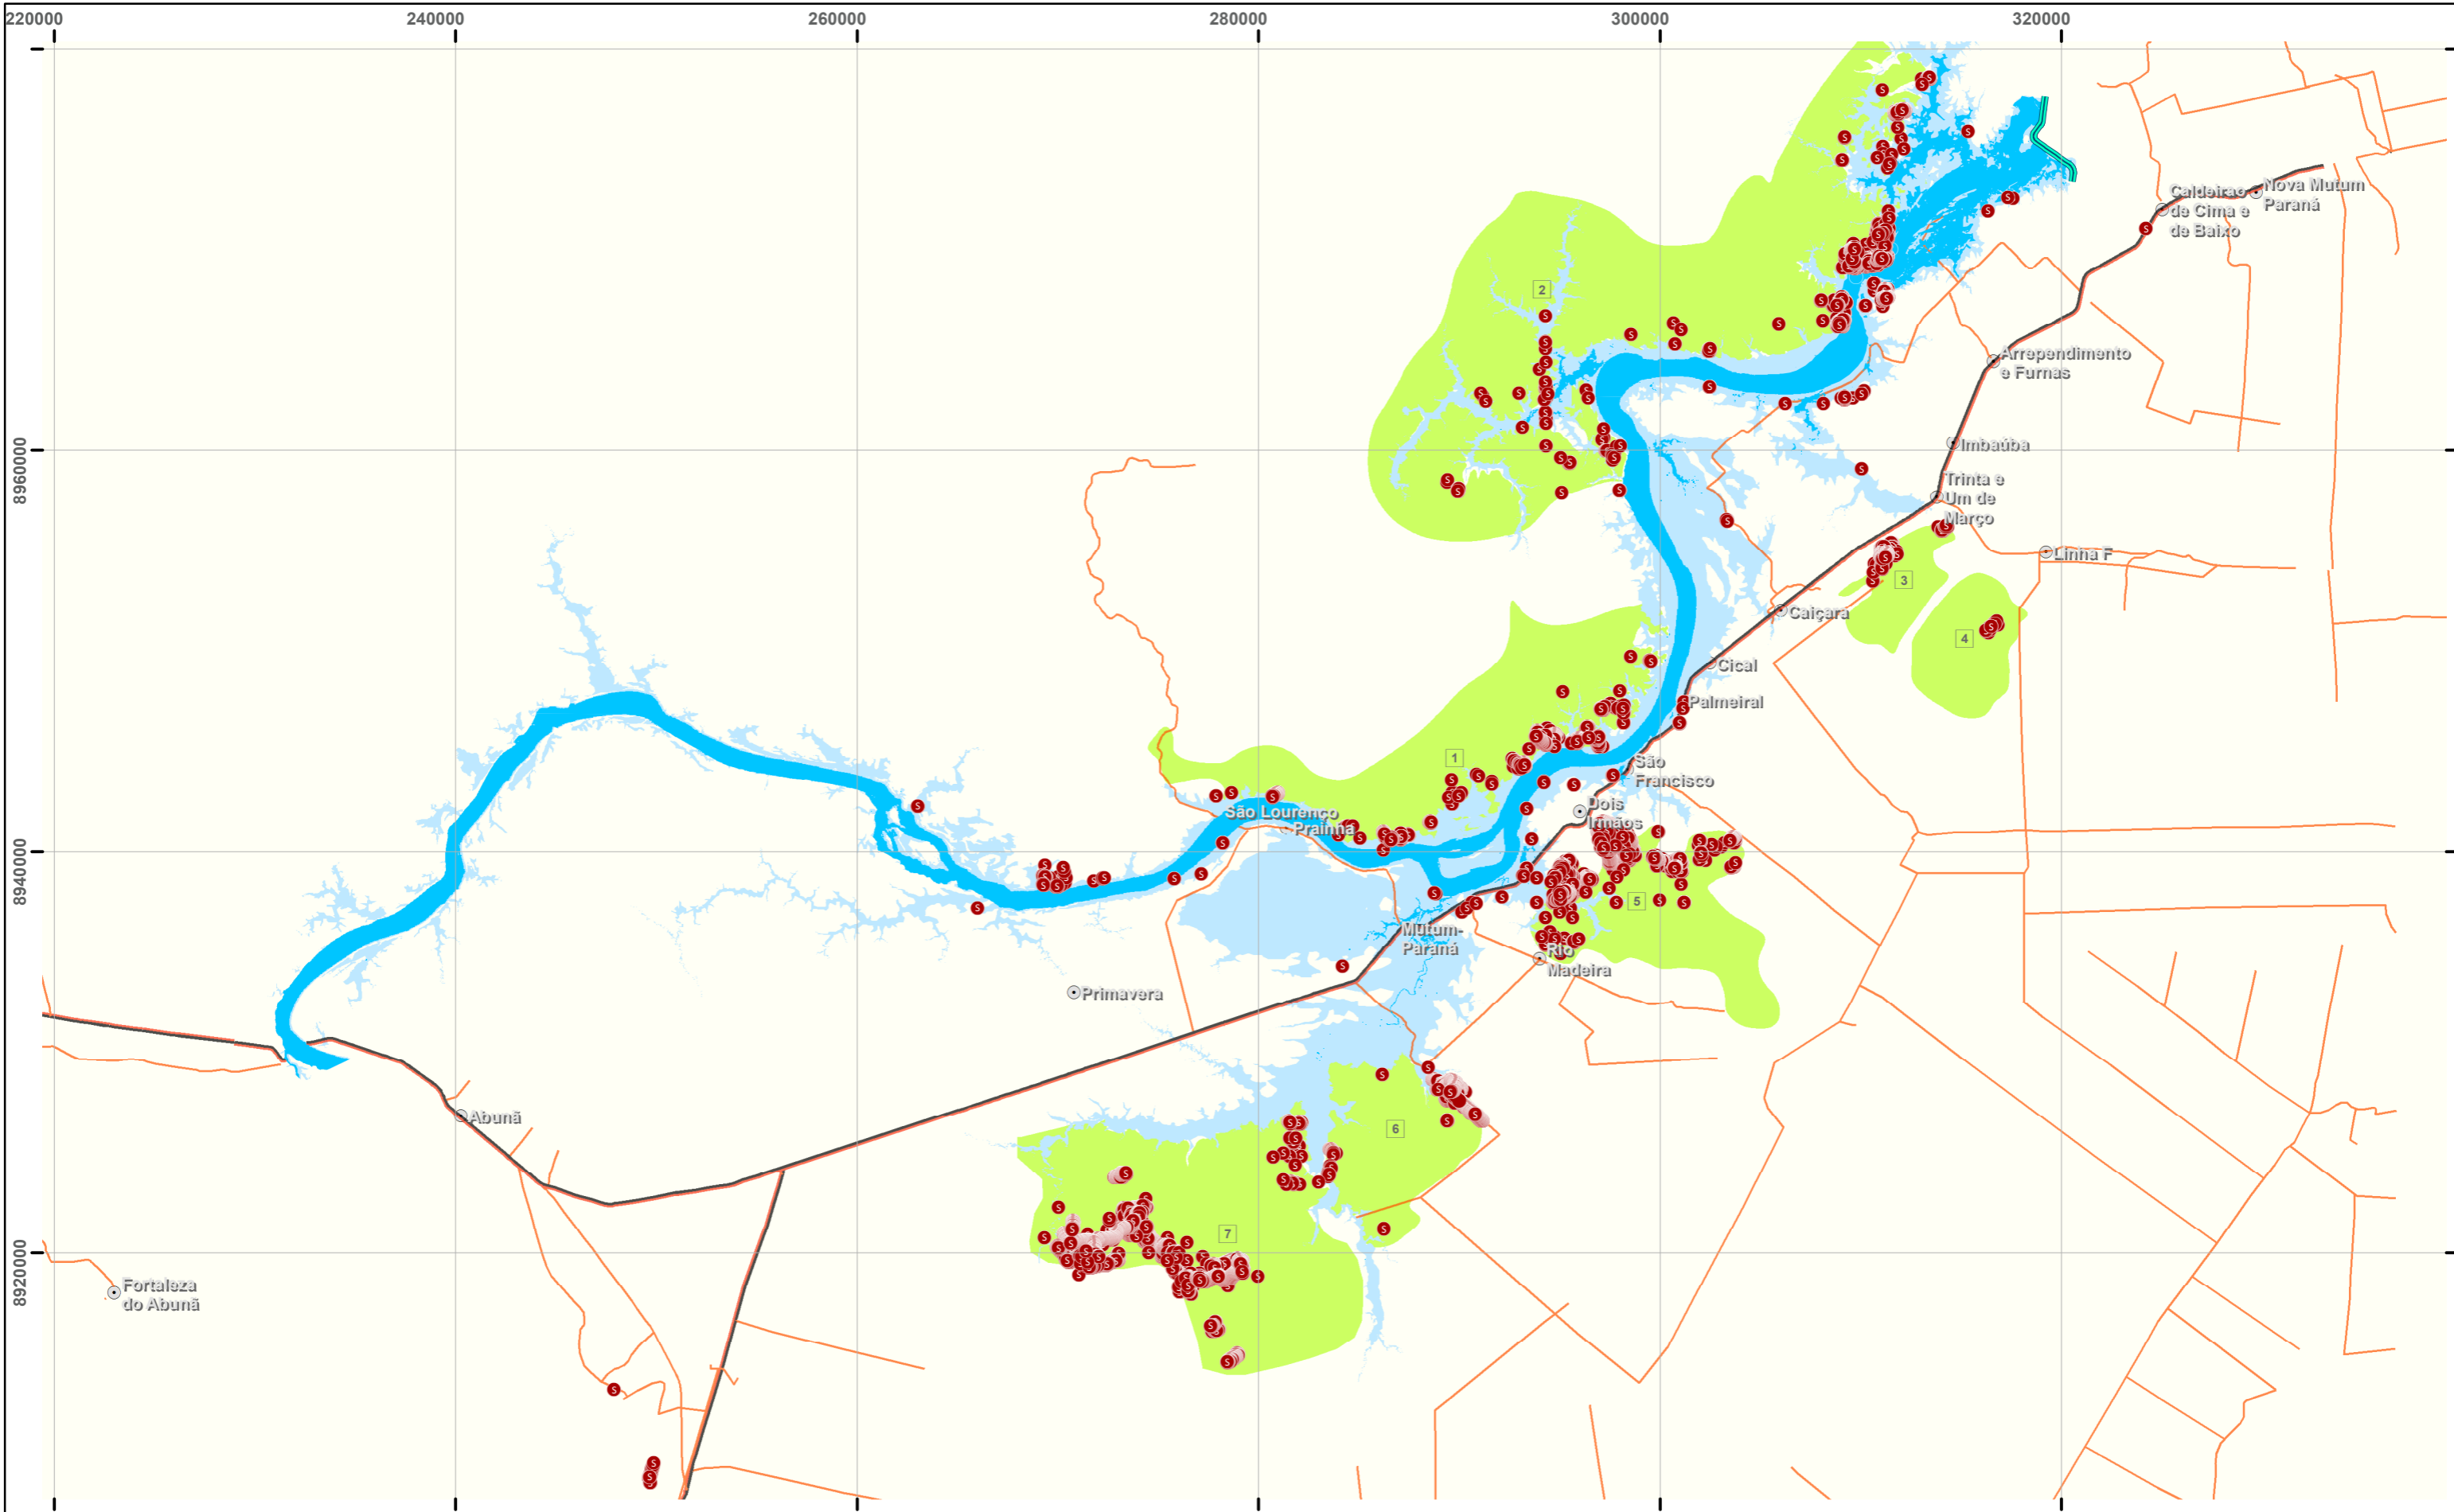 220000
240000
260000
280000
300000
320000
Caldeirao
de Cima e
de Baixo
Nova Mutum
Paraná
2
Arrependimento
e Furnas
8960000
Imbaúba
Trinta e
Um de
Março
Linha F
3
Caiçara
4
Cical
Palmeiral
1
São
Francisco
São Lourenço
Prainha
Dois
Irmãos
8940000
5
Mutum-
Paraná
Rio
Madeira
Primavera
Abunã
6
7
8920000
Fortaleza
do Abunã